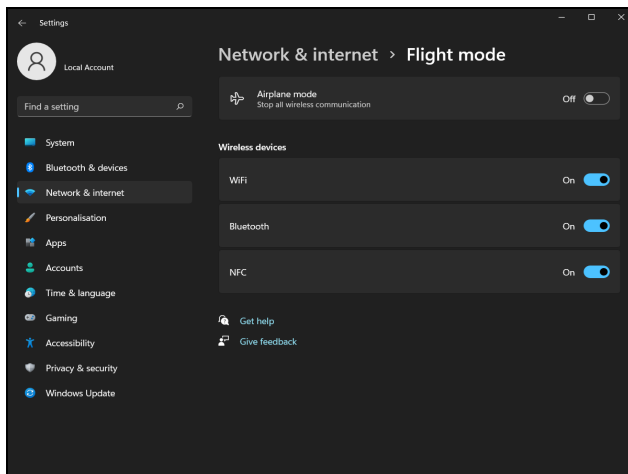 Settings
Local Account
Find a setting
System
Bluetooth & devices
Network & internet
Personalisation
Apps
Accounts
Time & language
Gaming
Accessibility
Privacy & security
Windows Update
Network & internet > Flight mode
Airplane mode
Stop all wireless communication
Off
Wireless devices
WiFi
On
Bluetooth
On
NFC
On
Get help
Give feedback